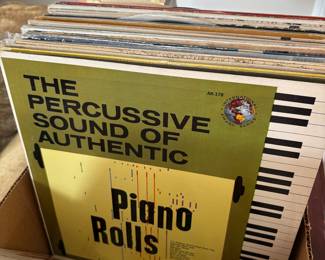 THE
PERCUSSIVE
SOUND OF
AUTHENTIC
Piano
Rolls